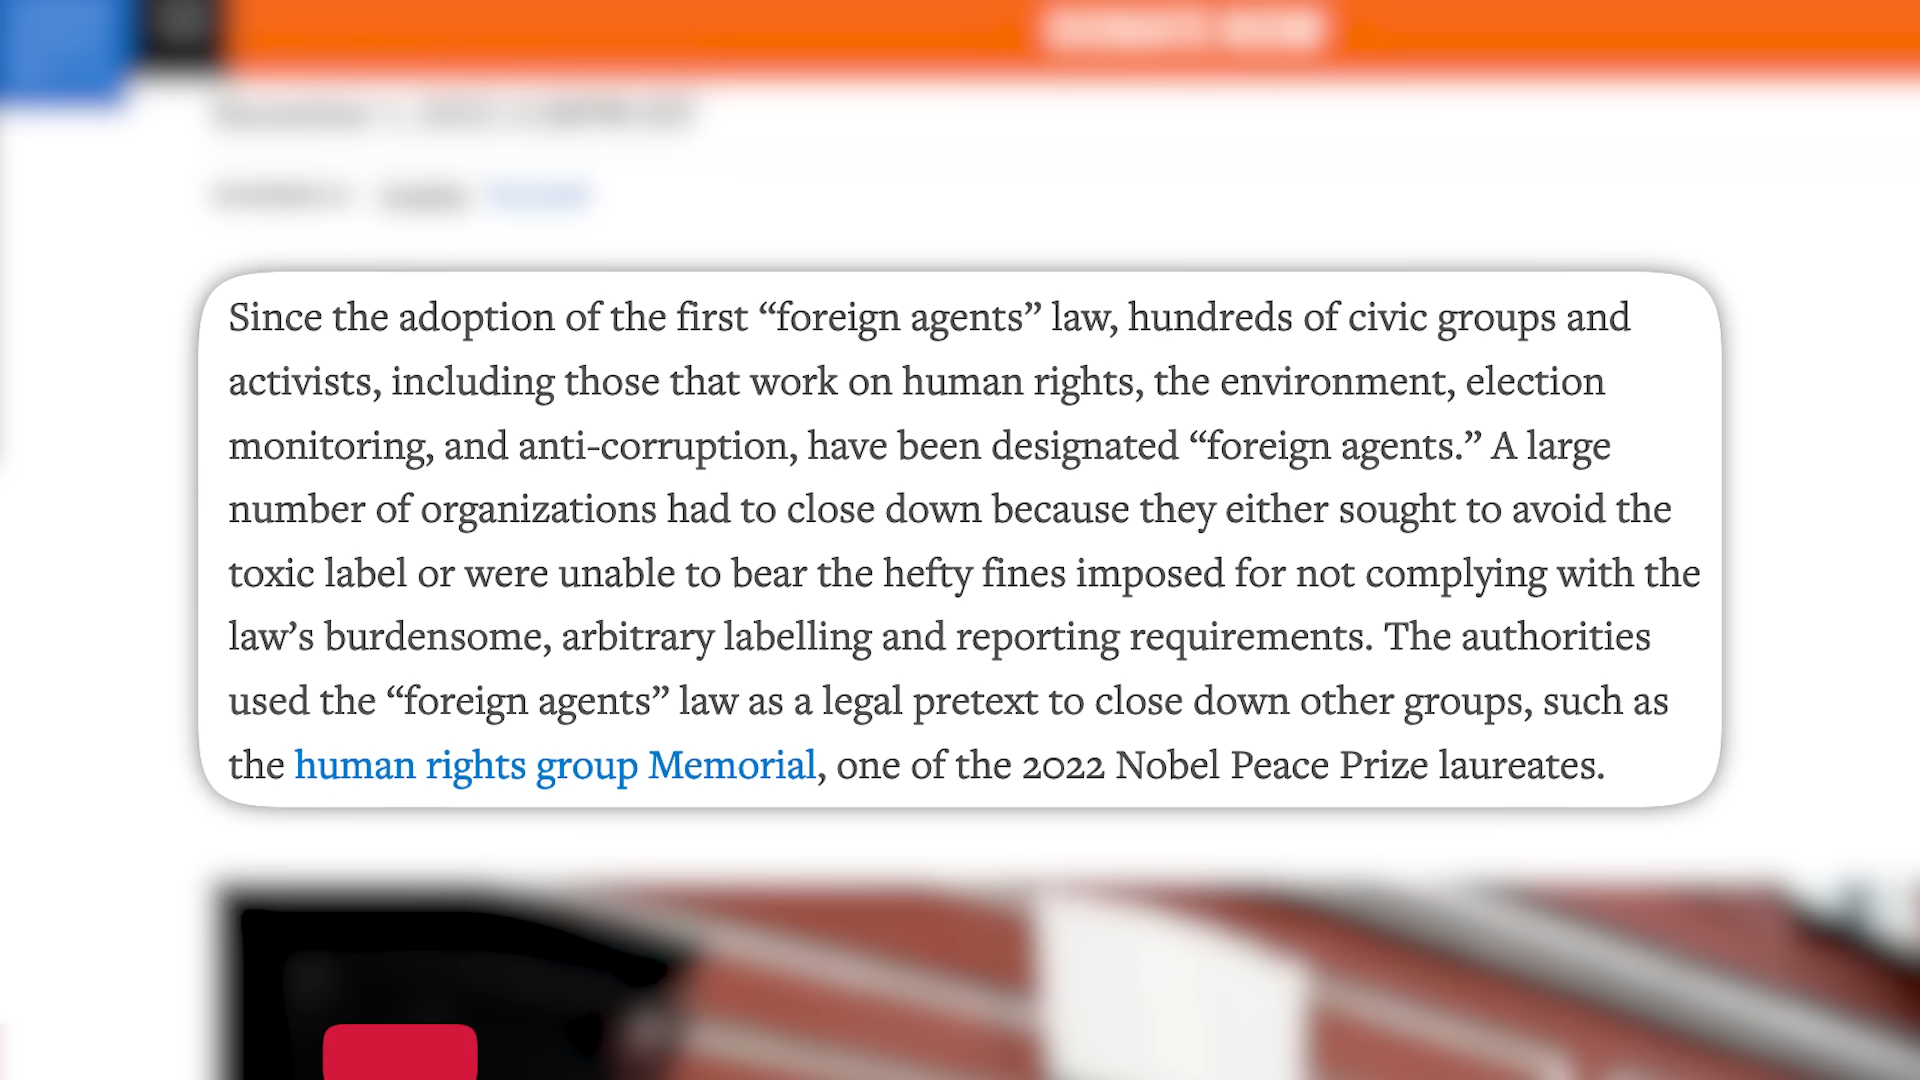 Since the adoption of the first “foreign agents” law, hundreds of civic groups and
activists, including those that work on human rights, the environment, election
monitoring, and anti-corruption, have been designated “foreign agents.” A large
number of organizations had to close down because they either sought to avoid the
toxic label or were unable to bear the hefty fines imposed for not complying with the
law’s burdensome, arbitrary labelling and reporting requirements. The authorities
used the “foreign agents” law as a legal pretext to close down other groups, such as
the human rights group Memorial, one of the 2022 Nobel Peace Prize laureates.